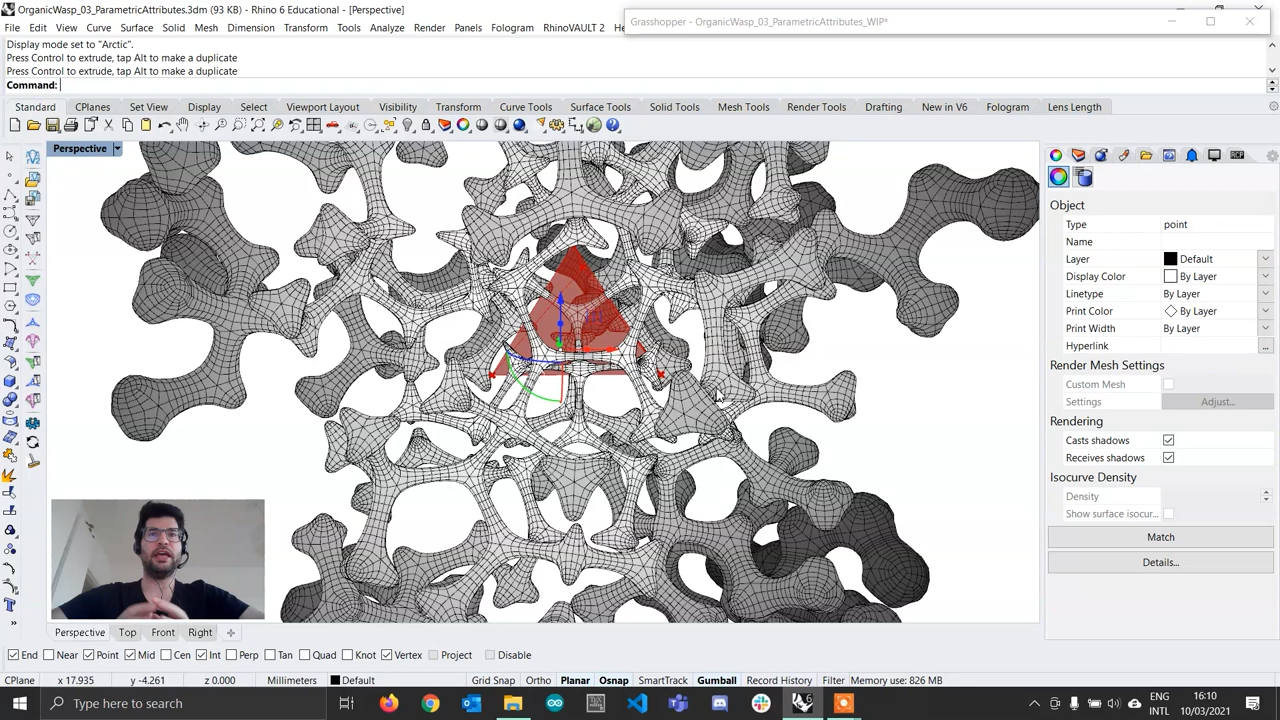 OrganicWasp_03_ParametricAttributes.3dm (93 KB) - Rhino 6 Educational - [Perspective]
Grasshopper - OrganicWasp_03_ParametricAttributes_WIP*
File Edit View Curve Surface Solid Mesh Dimension Transform Tools Analyze Render Panels Fologram RhinoVAULT 2
Display mode set to "Arctic".
Press Control to extrude, tap Alt to make a duplicate
Press Control to extrude, tap Alt to make a duplicate
Command:
Standard CPlanes Set View Display Select Viewport Layout Visibility Transform Curve Tools Surface Tools Solid Tools Mesh Tools Render Tools Drafting New in V6 Fologram Lens Length
Perspective
Object
Type point
Name
Layer Default
Display Color By Layer
Linetype By Layer
Print Color By Layer
Print Width By Layer
Hyperlink ...
Render Mesh Settings
Custom Mesh
Settings Adjust...
Rendering
Casts shadows
Receives shadows
Isocurve Density
Density
Show surface isocur...
Match
Details...
Perspective Top Front Right
End Near Point Mid Cen Int Perp Tan Quad Knot Vertex Project Disable
CPlane x 17.935 y -4.261 z 0.000 Millimeters Default Grid Snap Ortho Planar Osnap SmartTrack Gumball Record History Filter Memory use: 826 MB
Type here to search
ENG
INTL
16:10
10/03/2021